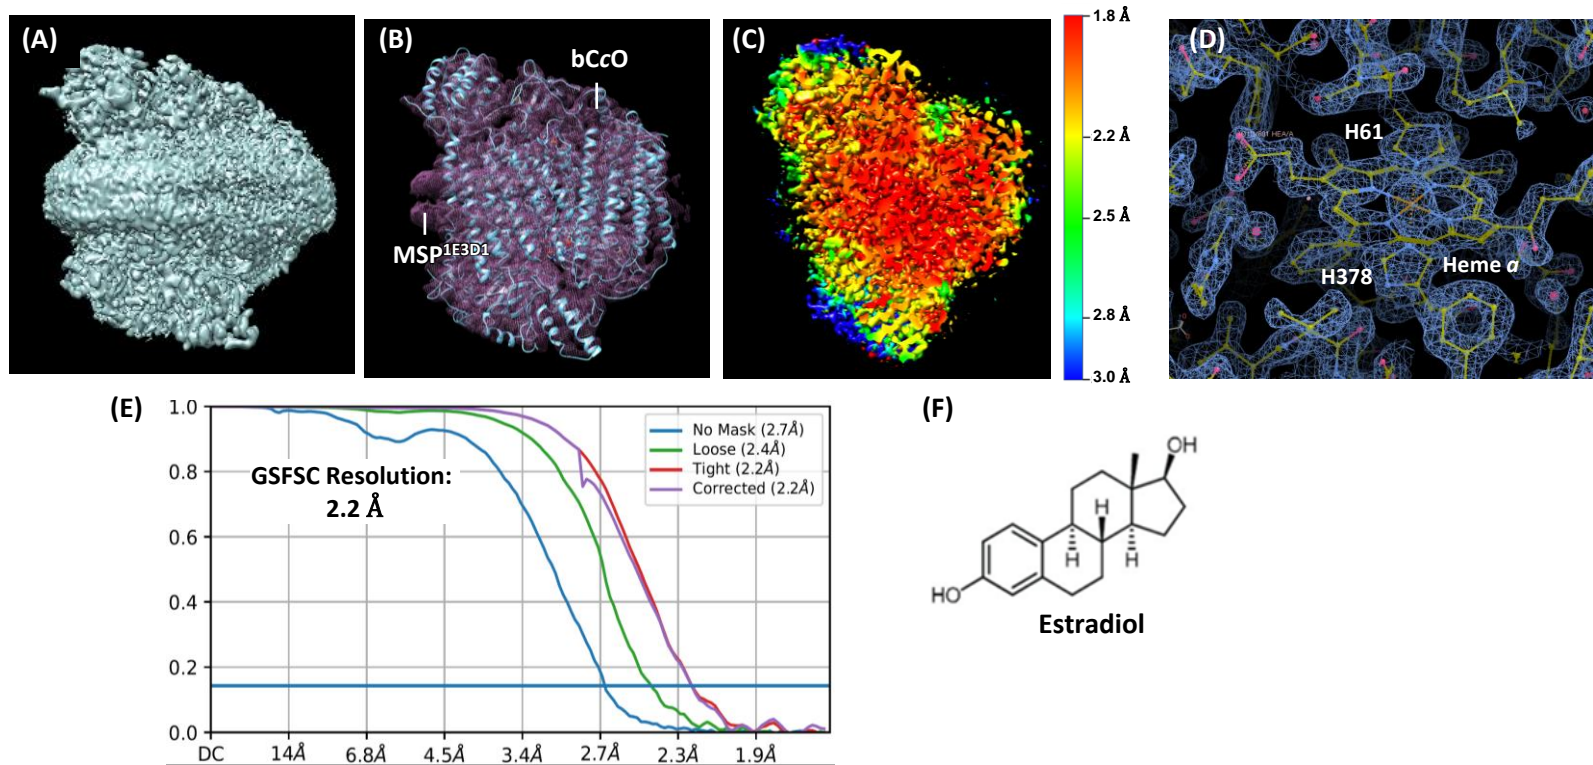 (A)
(B)
bCcO
MSP1E3D1
(C)
1.8 Å
2.2 Å
2.5 Å
2.8 Å
3.0 Å
(D)
H61
H378
Heme a
(E)
1.0
0.8
0.6
0.4
0.2
0.0
GSFSC Resolution:
2.2 Å
No Mask (2.7Å)
Loose (2.4Å)
Tight (2.2Å)
Corrected (2.2Å)
DC 14Å 6.8Å 4.5Å 3.4Å 2.7Å 2.3Å 1.9Å
(F)
OH
H
H
H
HO
Estradiol